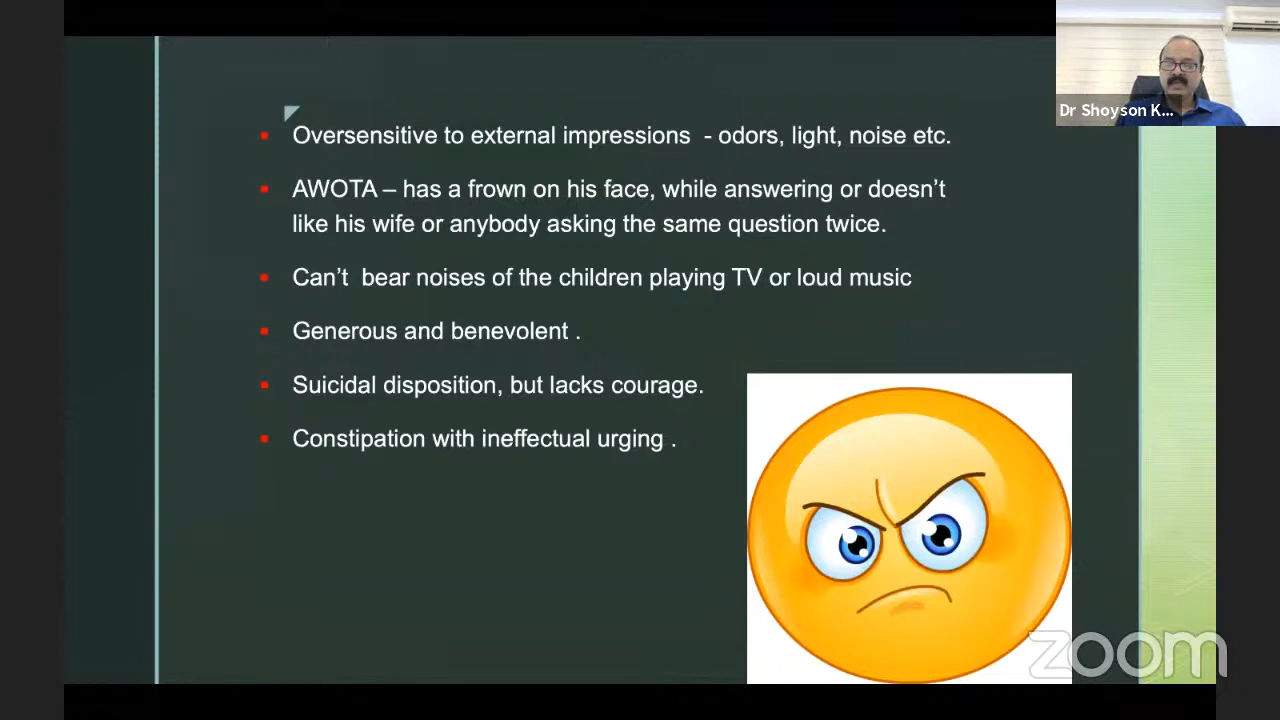 Dr Shoyson K...
Oversensitive to external impressions - odors, light, noise etc.
AWOTA – has a frown on his face, while answering or doesn’t
like his wife or anybody asking the same question twice.
Can’t bear noises of the children playing TV or loud music
Generous and benevolent .
Suicidal disposition, but lacks courage.
Constipation with ineffectual urging .
zoom